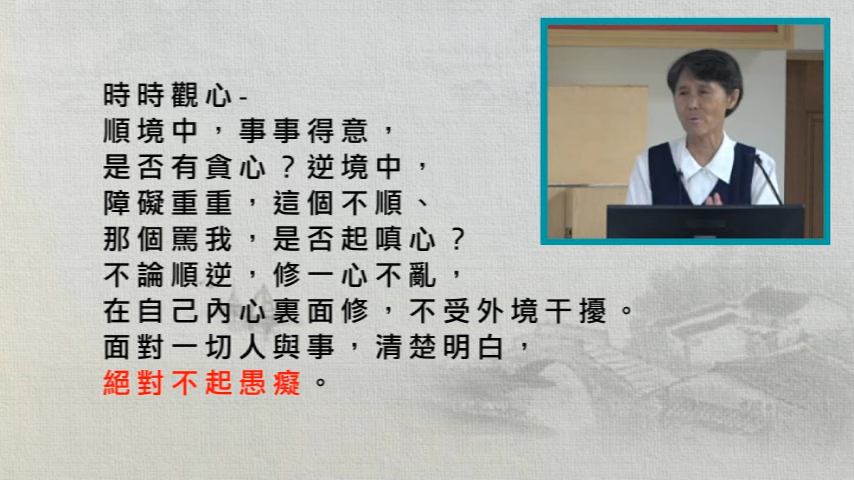 時時觀心-
順境中，事事得意，
是否有貪心？逆境中，
障礙重重，這個不順、
那個罵我，是否起嗔心？
不論順逆，修一心不亂，
在自己內心裏面修，不受外境干擾。
面對一切人與事，清楚明白，
絕對不起愚癡。